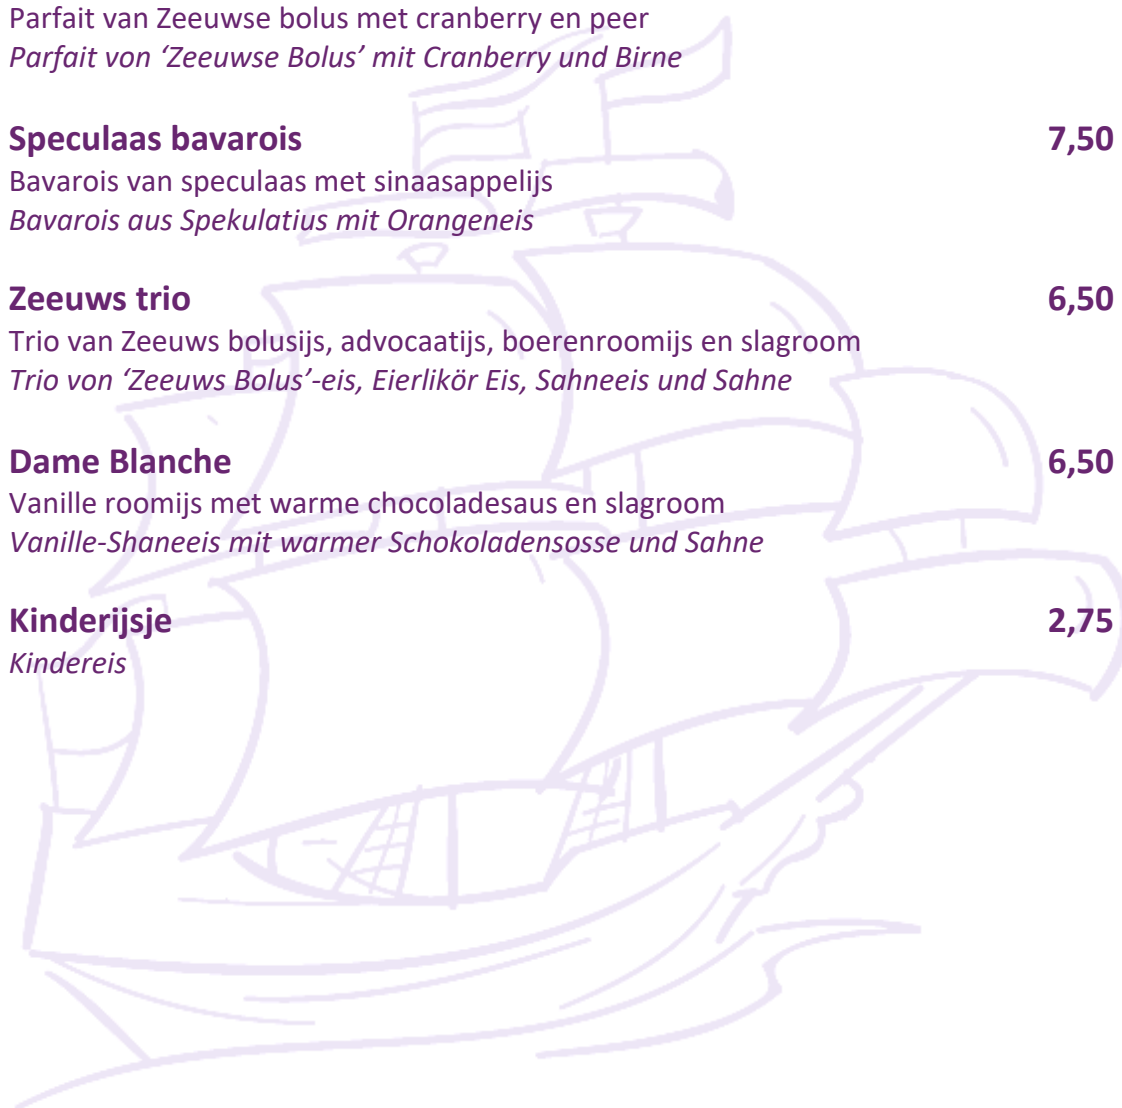 Parfait van Zeeuwse bolus met cranberry en peer
Parfait von ‘Zeeuwse Bolus’ mit Cranberry und Birne
Speculaas bavarois 7,50
Bavarois van speculaas met sinaasappelijs
Bavarois aus Spekulatius mit Orangeneis
Zeeuws trio 6,50
Trio van Zeeuws bolusijs, advocaatijs, boerenroomijs en slagroom
Trio von ‘Zeeuws Bolus’-eis, Eierlikör Eis, Sahneeis und Sahne
Dame Blanche 6,50
Vanille roomijs met warme chocoladesaus en slagroom
Vanille-Shaneeis mit warmer Schokoladensosse und Sahne
Kinderijsje 2,75
Kindereis